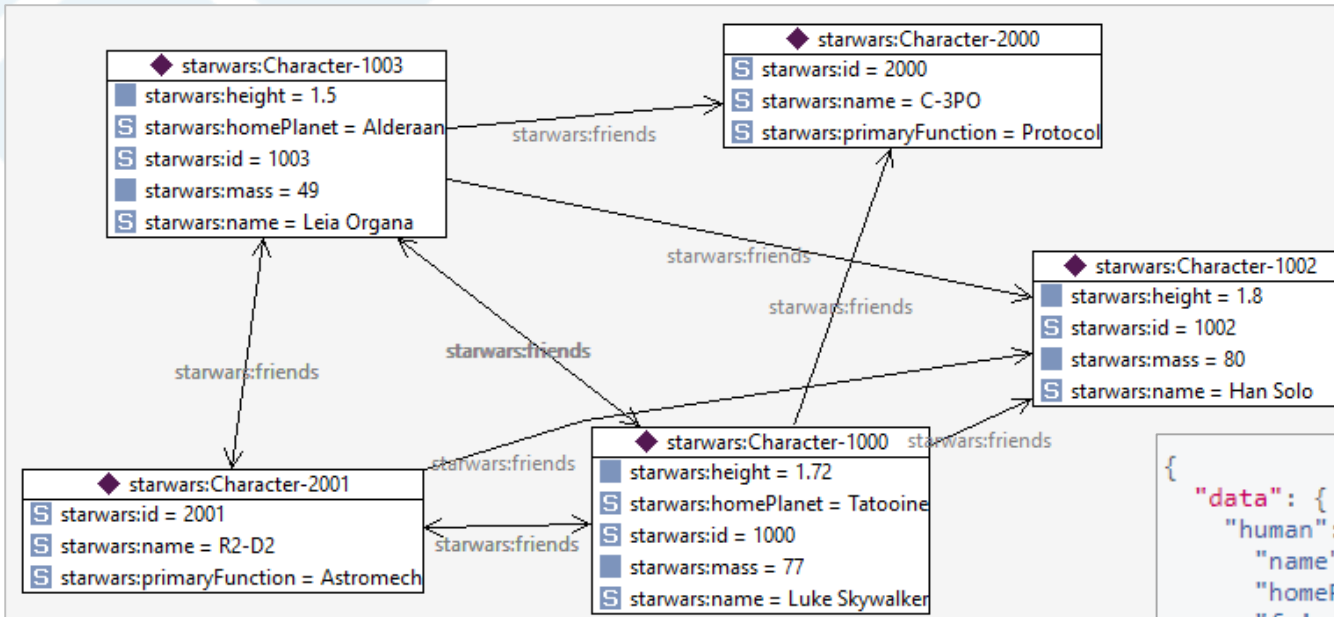 starwars:Character-1003
starwars:height = 1.5
starwars:homePlanet = Alderaan
starwars:id = 1003
starwars:mass = 49
starwars:name = Leia Organa
starwars:Character-2000
starwars:id = 2000
starwars:name = C-3PO
starwars:primaryFunction = Protocol
starwars:friends
starwars:friends
starwars:friends
starwars:Character-1002
starwars:height = 1.8
starwars:id = 1002
starwars:mass = 80
starwars:name = Han Solo
starwars:friends
starwars:friends
starwars:friends
starwars:friends
starwars:friends
starwars:Character-2001
starwars:id = 2001
starwars:name = R2-D2
starwars:primaryFunction = Astromech
starwars:Character-1000
starwars:height = 1.72
starwars:homePlanet = Tatooine
starwars:id = 1000
starwars:mass = 77
starwars:name = Luke Skywalker
{
"data": {
"human":
"name"